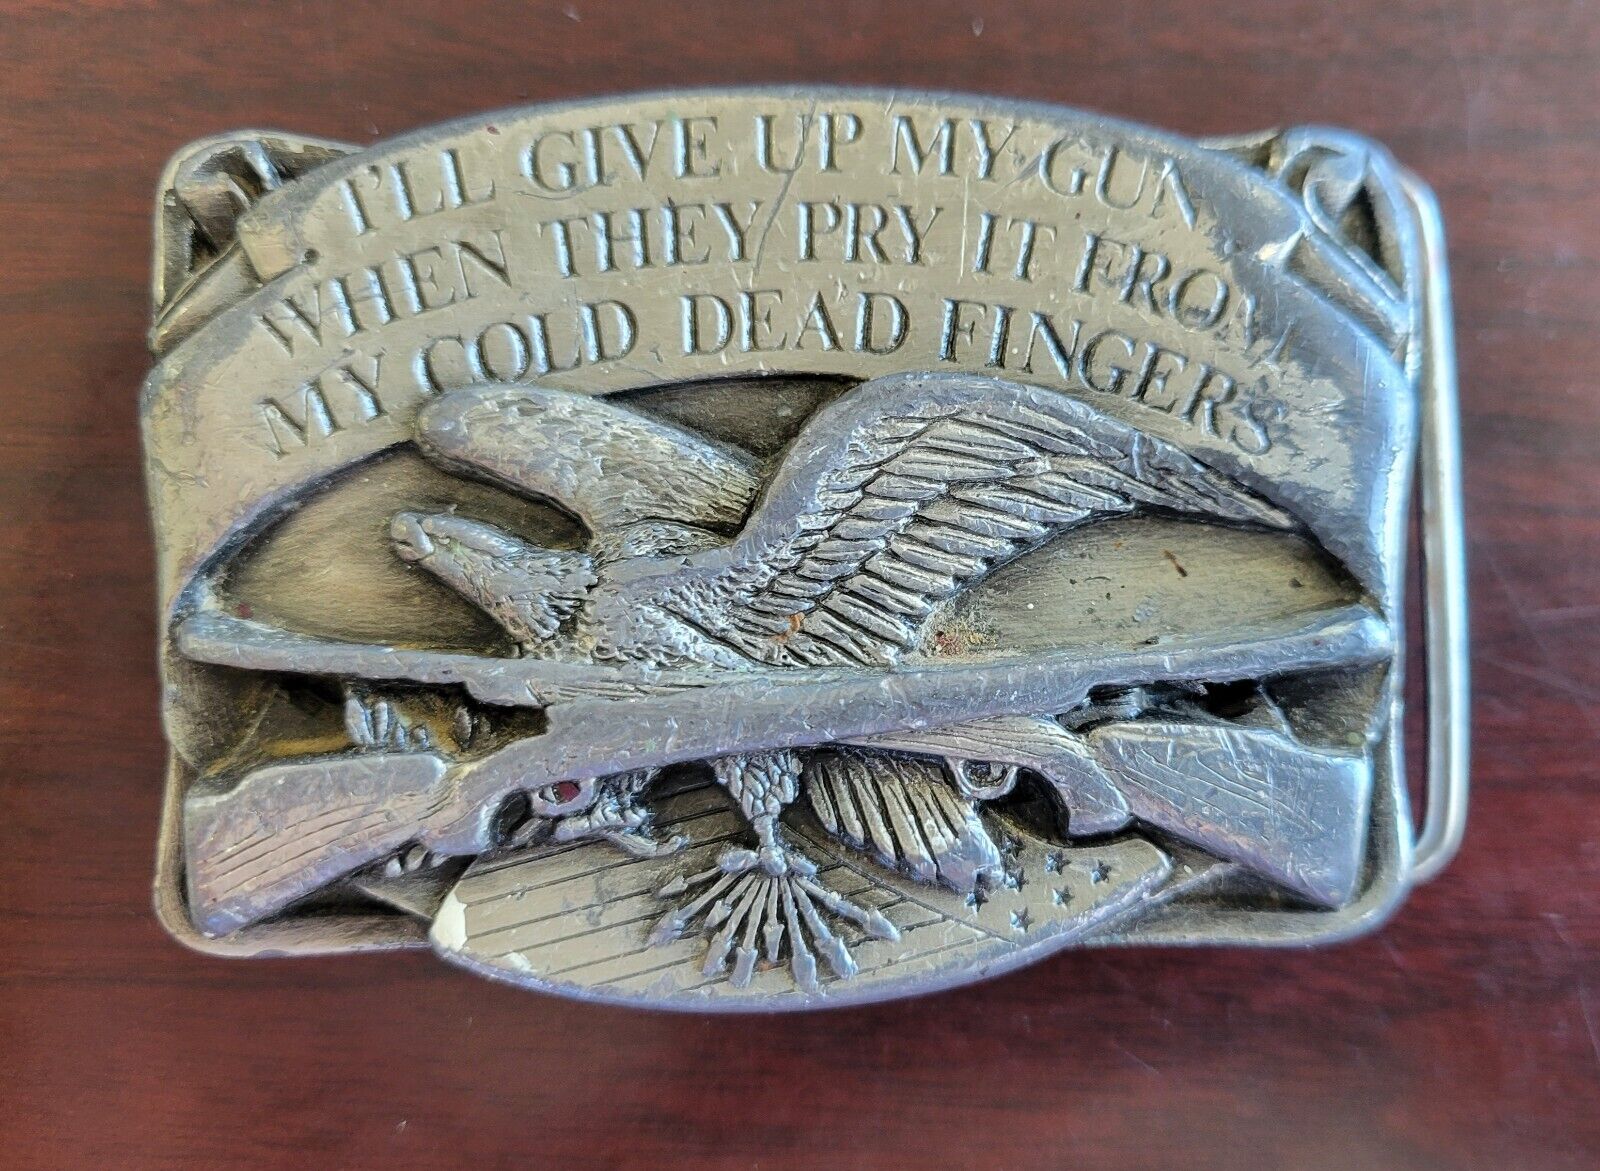 I'LL GIVE UP MY GUN
WHEN THEY PRY IT FROM
MY COLD, DEAD FINGERS